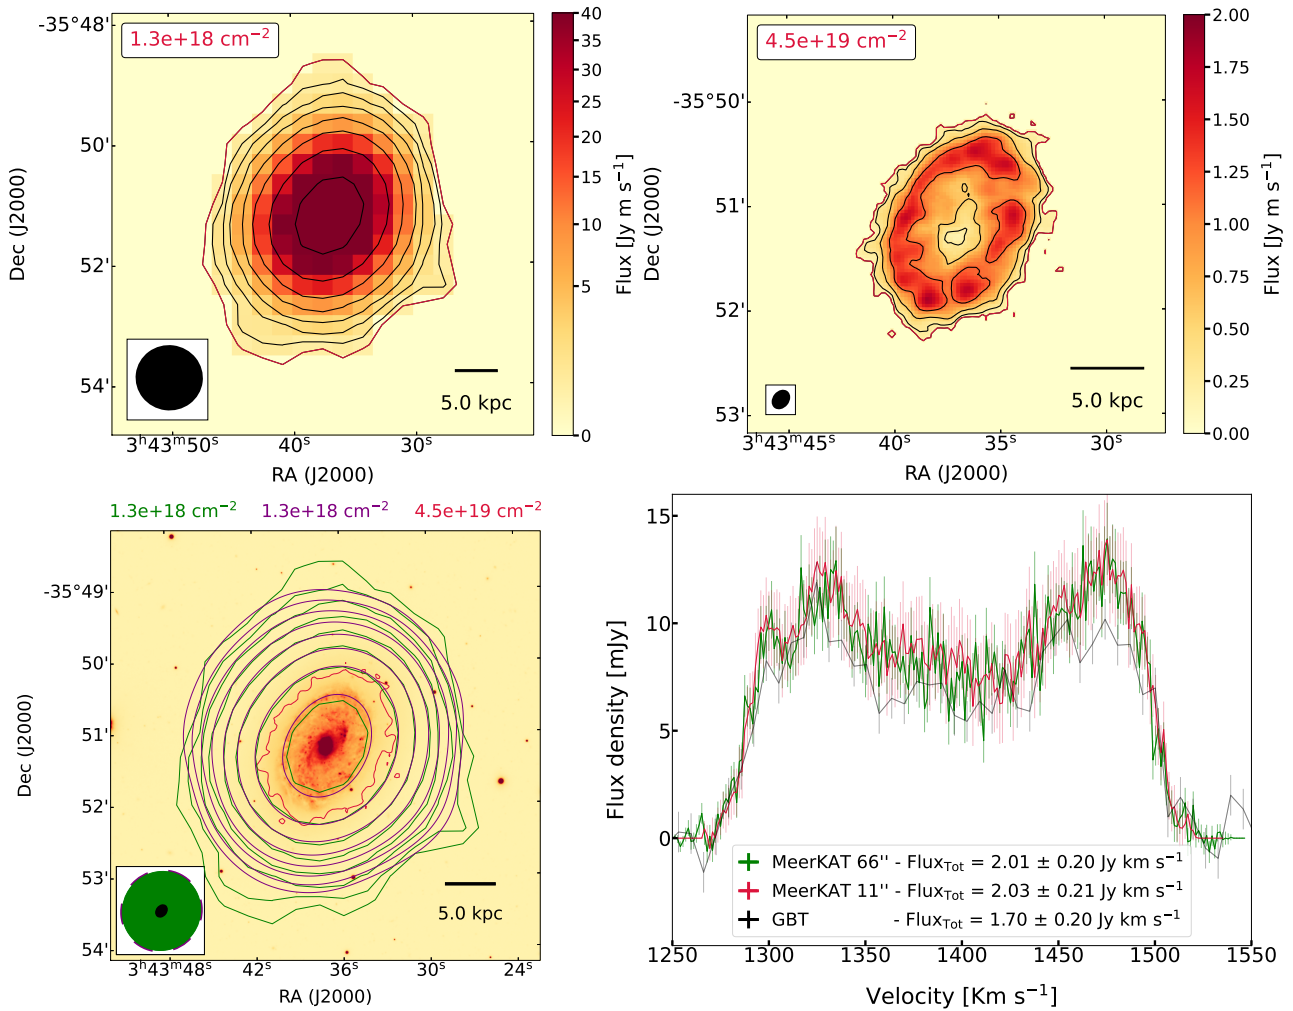 1.3e+18 cm⁻²
-35°48'
50'
52'
54'
Dec (J2000)
3ʰ43ᵐ50ˢ
40ˢ
30ˢ
RA (J2000)
5.0 kpc
40
35
30
25
20
15
10
5
0
Flux [Jy m s⁻¹]
4.5e+19 cm⁻²
-35°50'
51'
52'
53'
Dec (J2000)
3ʰ43ᵐ45ˢ
40ˢ
35ˢ
30ˢ
RA (J2000)
5.0 kpc
2.00
1.75
1.50
1.25
1.00
0.75
0.50
0.25
0.00
Flux [Jy m s⁻¹]
1.3e+18 cm⁻² 1.3e+18 cm⁻² 4.5e+19 cm⁻²
-35°49'
50'
51'
52'
53'
54'
Dec (J2000)
3ʰ43ᵐ48ˢ
42ˢ
36ˢ
30ˢ
24ˢ
RA (J2000)
5.0 kpc
15
10
5
0
Flux density [mJy]
MeerKAT 66'' - Flux_Tot = 2.01 ± 0.20 Jy km s⁻¹
MeerKAT 11'' - Flux_Tot = 2.03 ± 0.21 Jy km s⁻¹
GBT - Flux_Tot = 1.70 ± 0.20 Jy km s⁻¹
1250 1300 1350 1400 1450 1500 1550
Velocity [Km s⁻¹]